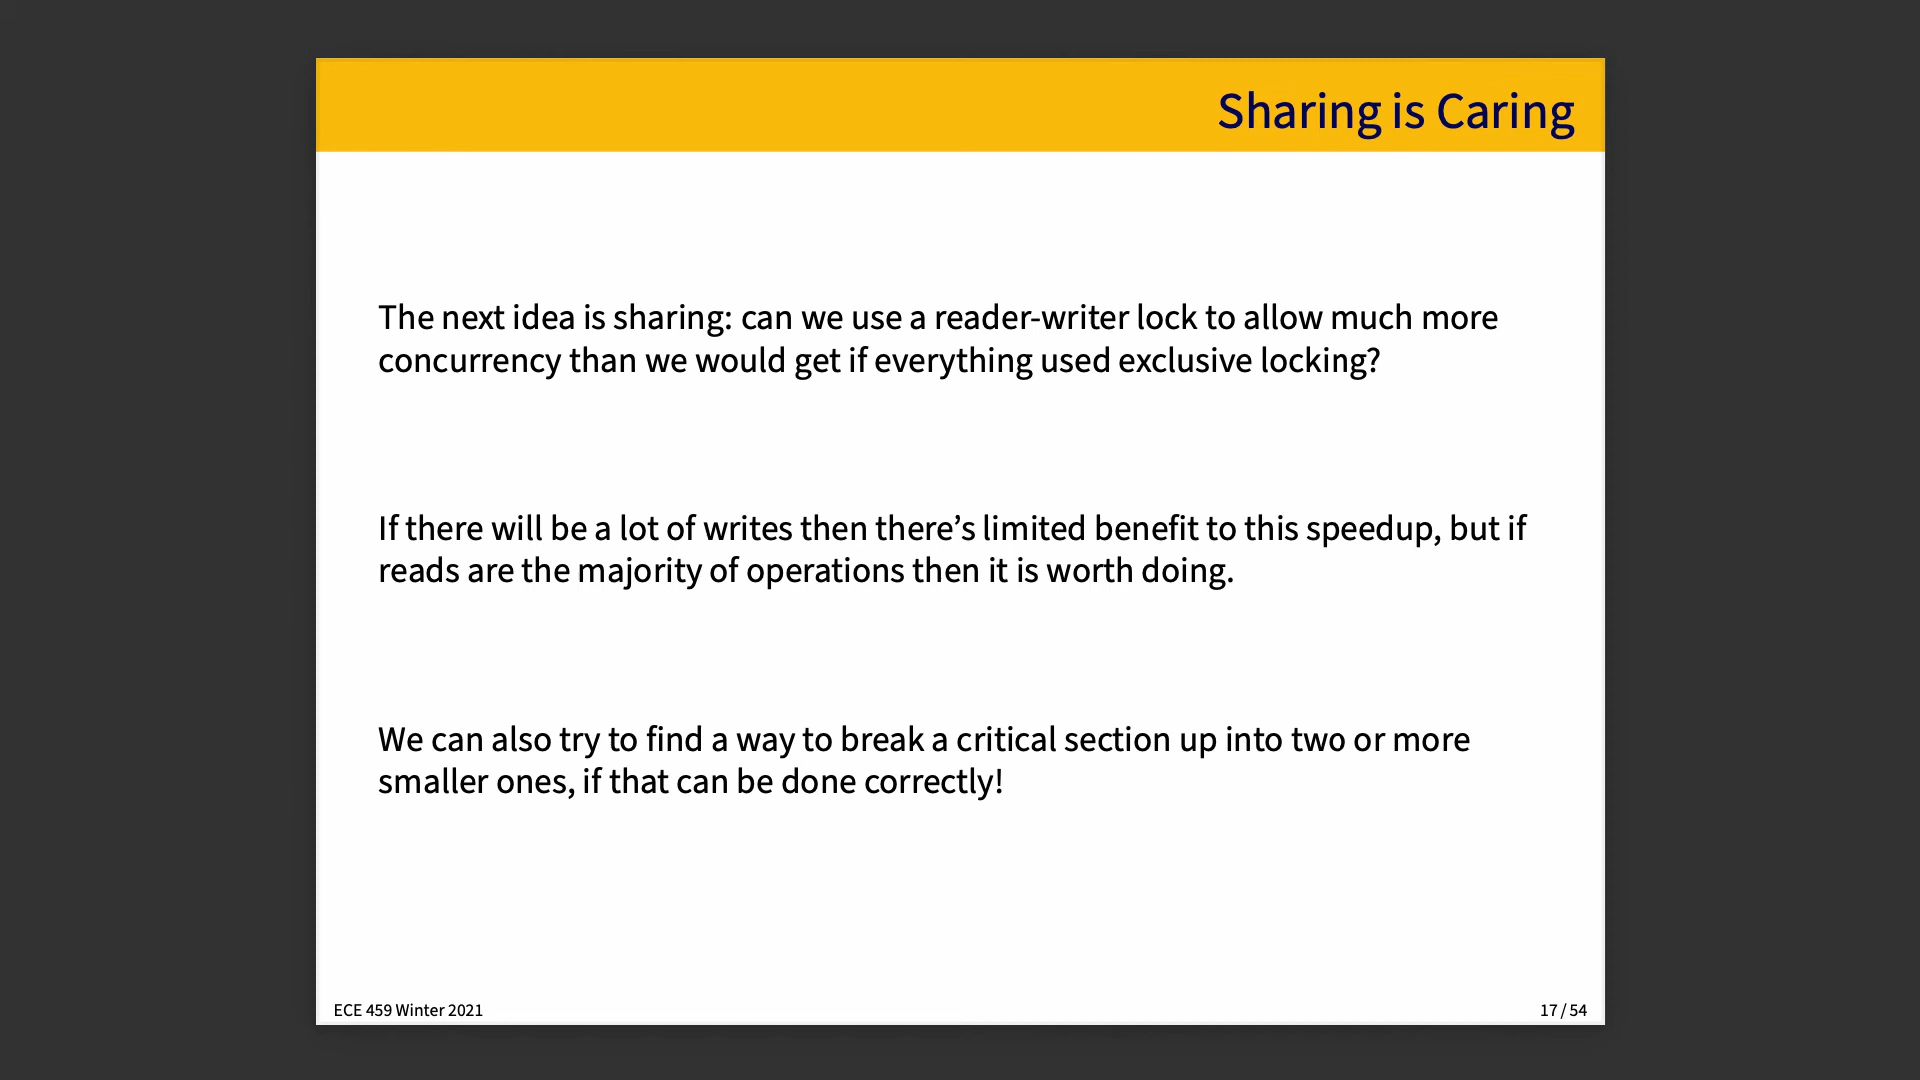 Sharing is Caring
The next idea is sharing: can we use a reader-writer lock to allow much more
concurrency than we would get if everything used exclusive locking?
If there will be a lot of writes then there’s limited benefit to this speedup, but if
reads are the majority of operations then it is worth doing.
We can also try to find a way to break a critical section up into two or more
smaller ones, if that can be done correctly!
ECE 459 Winter 2021
17 / 54